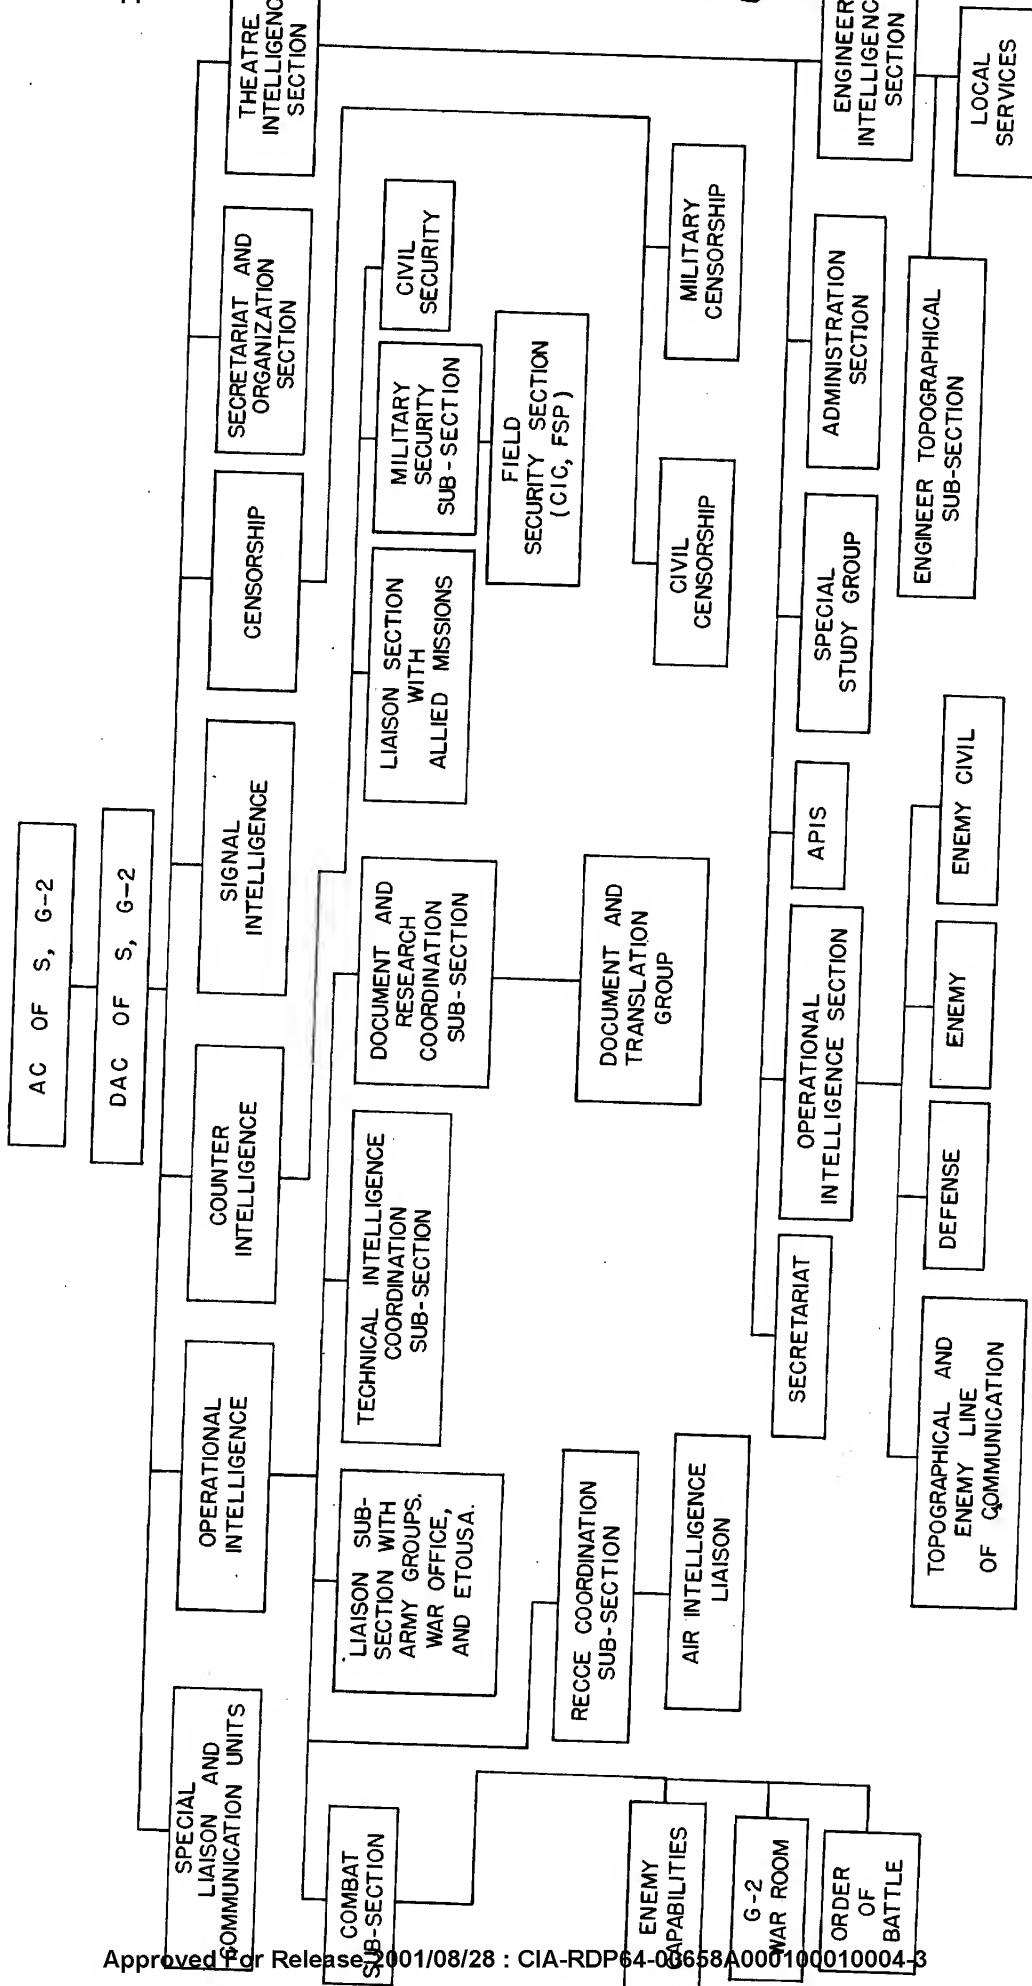 AC OF S, G-2
DAC OF S, G-2
SPECIAL
LIAISON AND
COMMUNICATION UNITS
OPERATIONAL
INTELLIGENCE
COUNTER
INTELLIGENCE
SIGNAL
INTELLIGENCE
CENSORSHIP
SECRETARIAT AND
ORGANIZATION
SECTION
THEATRE
INTELLIGENC
SECTION
COMBAT
SUB-SECTION
LIAISON SUB-
SECTION WITH
ARMY GROUPS.
WAR OFFICE,
AND ETOUSA.
TECHNICAL INTELLIGENCE
COORDINATION
SUB-SECTION
DOCUMENT AND
RESEARCH
COORDINATION
SUB-SECTION
LIAISON SECTION
WITH
ALLIED MISSIONS
MILITARY
SECURITY
SUB-SECTION
CIVIL
SECURITY
FIELD
SECURITY SECTION
(CIC, FSP)
RECCE COORDINATION
SUB-SECTION
AIR INTELLIGENCE
LIAISON
DOCUMENT AND
TRANSLATION
GROUP
CIVIL
CENSORSHIP
MILITARY
CENSORSHIP
ENEMY
CAPABILITIES
G-2
WAR ROOM
ORDER
OF
BATTLE
SECRETARIAT
OPERATIONAL
INTELLIGENCE SECTION
APIS
SPECIAL
STUDY GROUP
ADMINISTRATION
SECTION
ENGINEER
INTELLIGENC
SECTION
TOPOGRAPHICAL AND
ENEMY LINE
OF COMMUNICATION
DEFENSE
ENEMY
ENEMY CIVIL
ENGINEER TOPOGRAPHICAL
SUB-SECTION
LOCAL
SERVICES
Approved For Release 2001/08/28 : CIA-RDP64-00658A000100010004-3